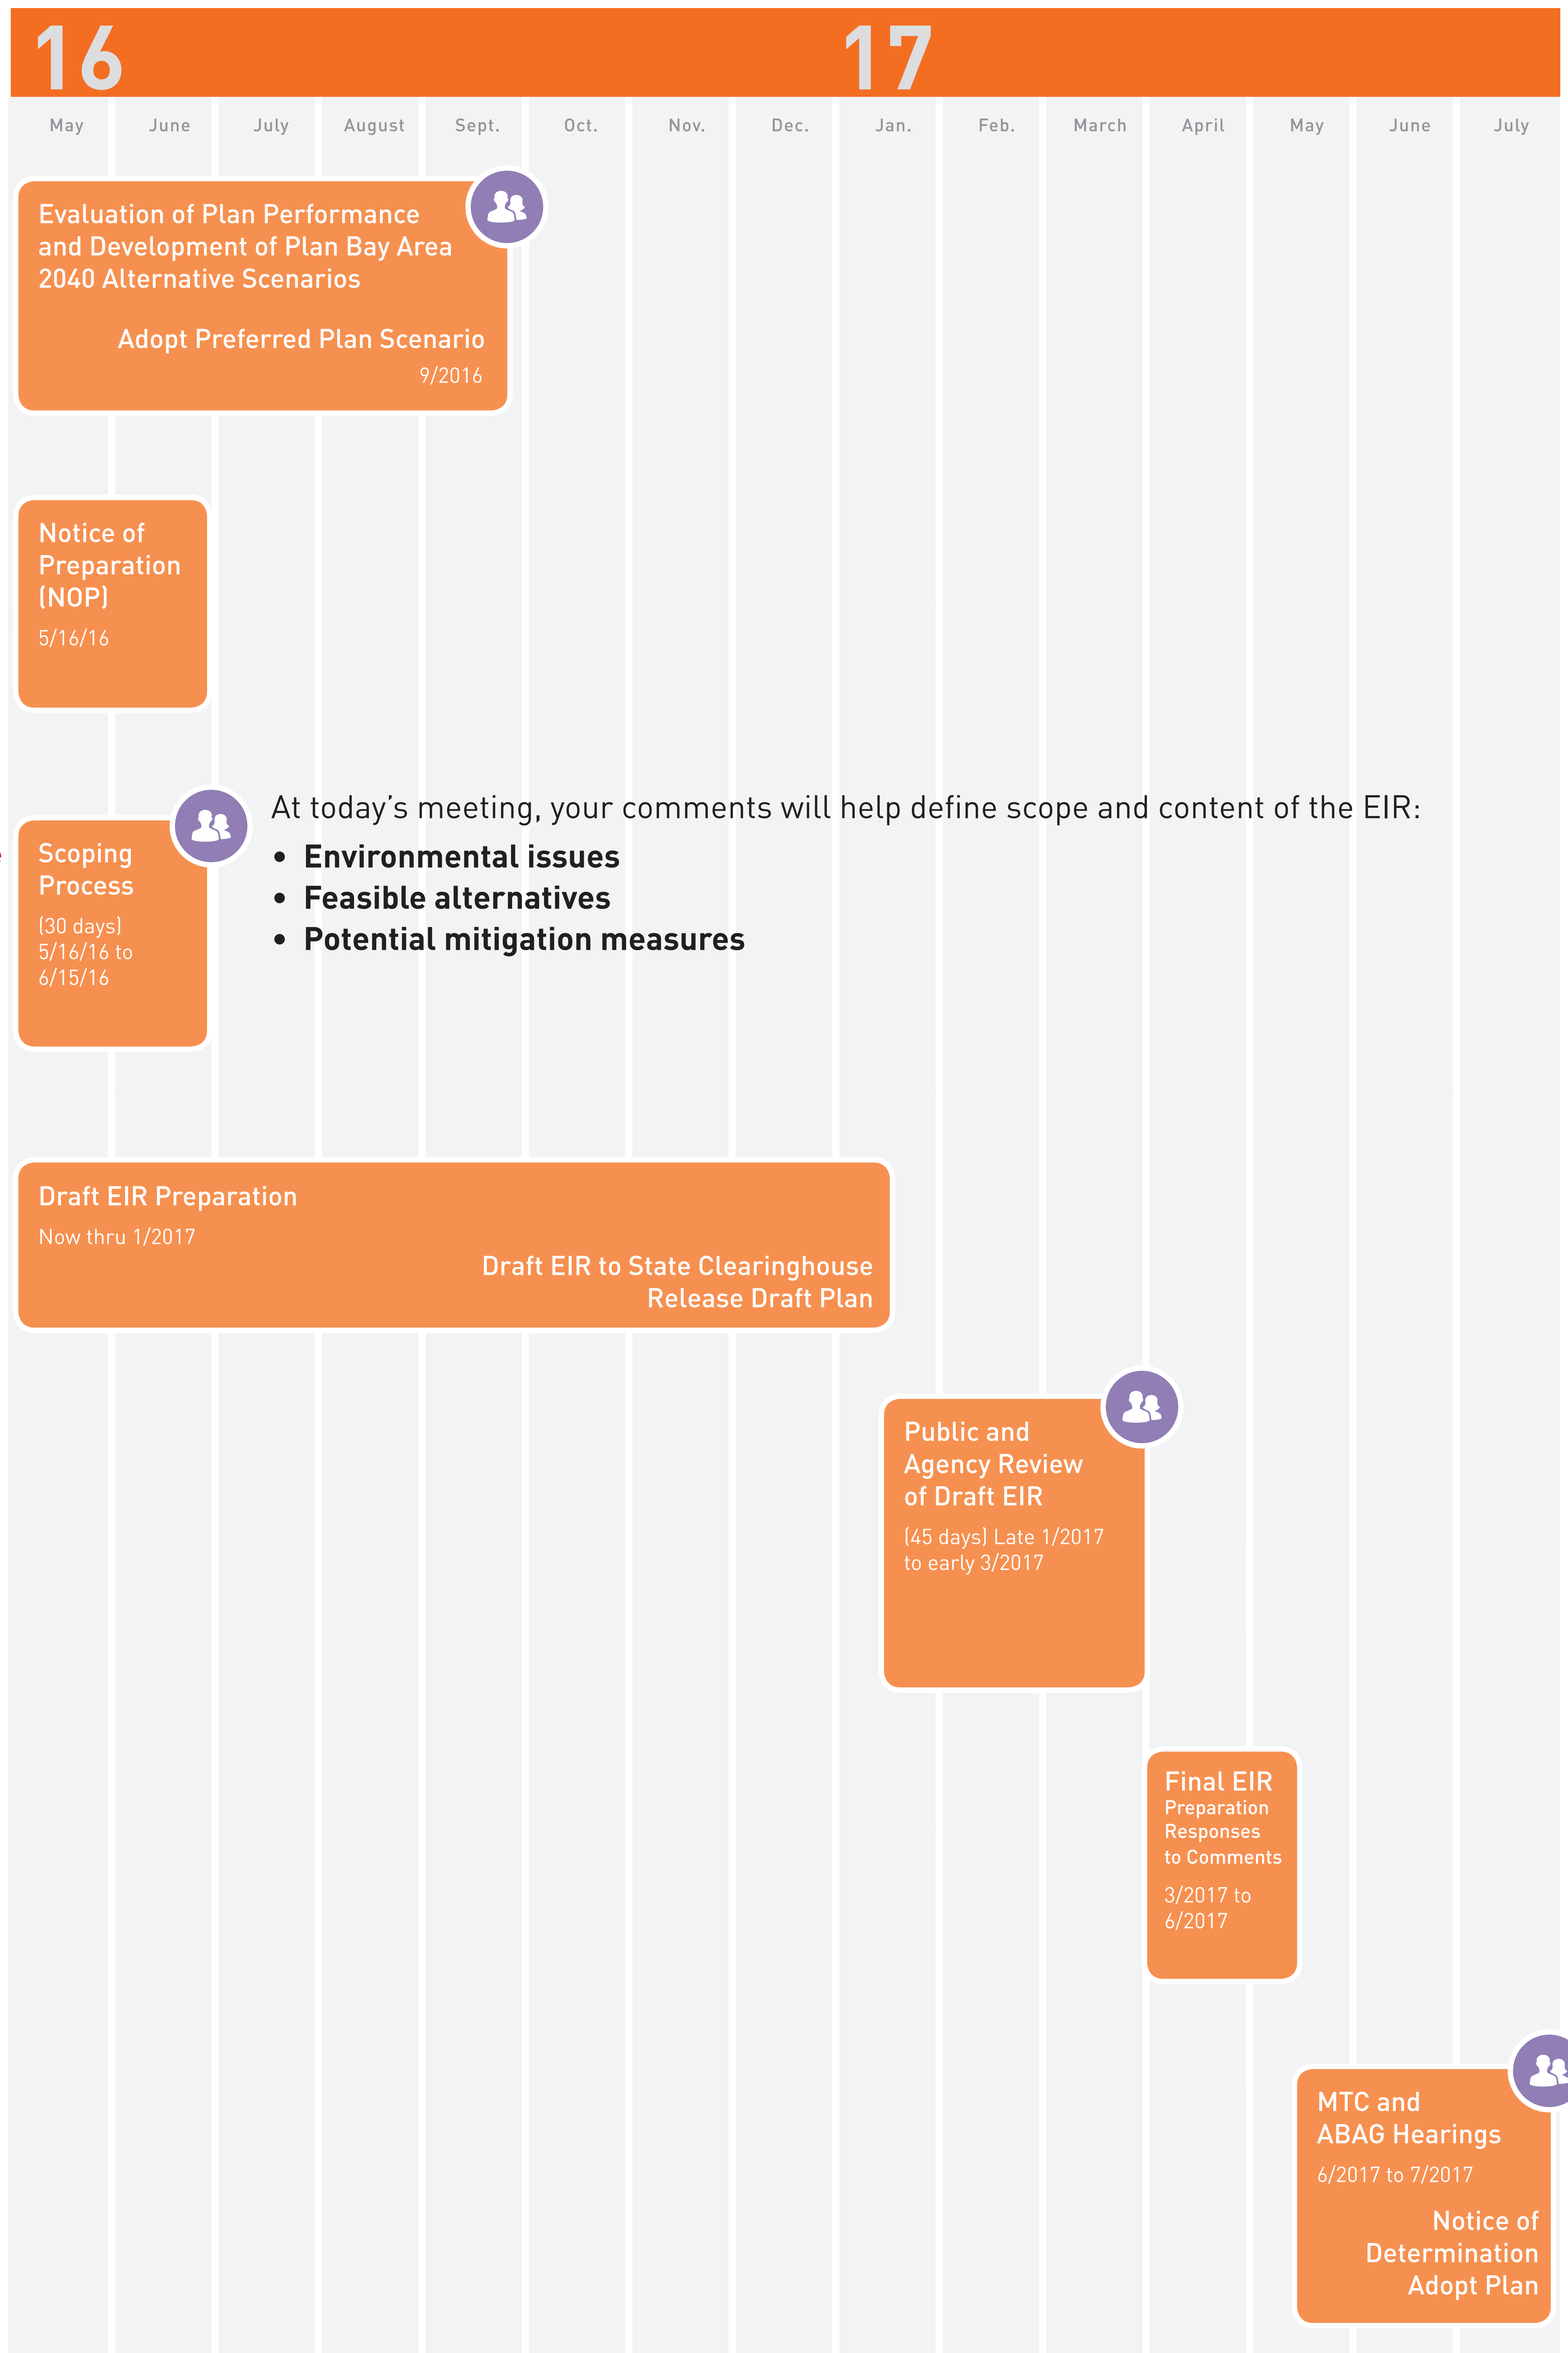 16 17
May June July August Sept. Oct. Nov. Dec. Jan. Feb. March April May June July
Evaluation of Plan Performance
and Development of Plan Bay Area
2040 Alternative Scenarios
Adopt Preferred Plan Scenario
9/2016
Notice of
Preparation
(NOP)
5/16/16
Scoping
Process
(30 days)
5/16/16 to
6/15/16
At today’s meeting, your comments will help define scope and content of the EIR:
• Environmental issues
• Feasible alternatives
• Potential mitigation measures
Draft EIR Preparation
Now thru 1/2017
Draft EIR to State Clearinghouse
Release Draft Plan
Public and
Agency Review
of Draft EIR
(45 days) Late 1/2017
to early 3/2017
Final EIR
Preparation
Responses
to Comments
3/2017 to
6/2017
MTC and
ABAG Hearings
6/2017 to 7/2017
Notice of
Determination
Adopt Plan